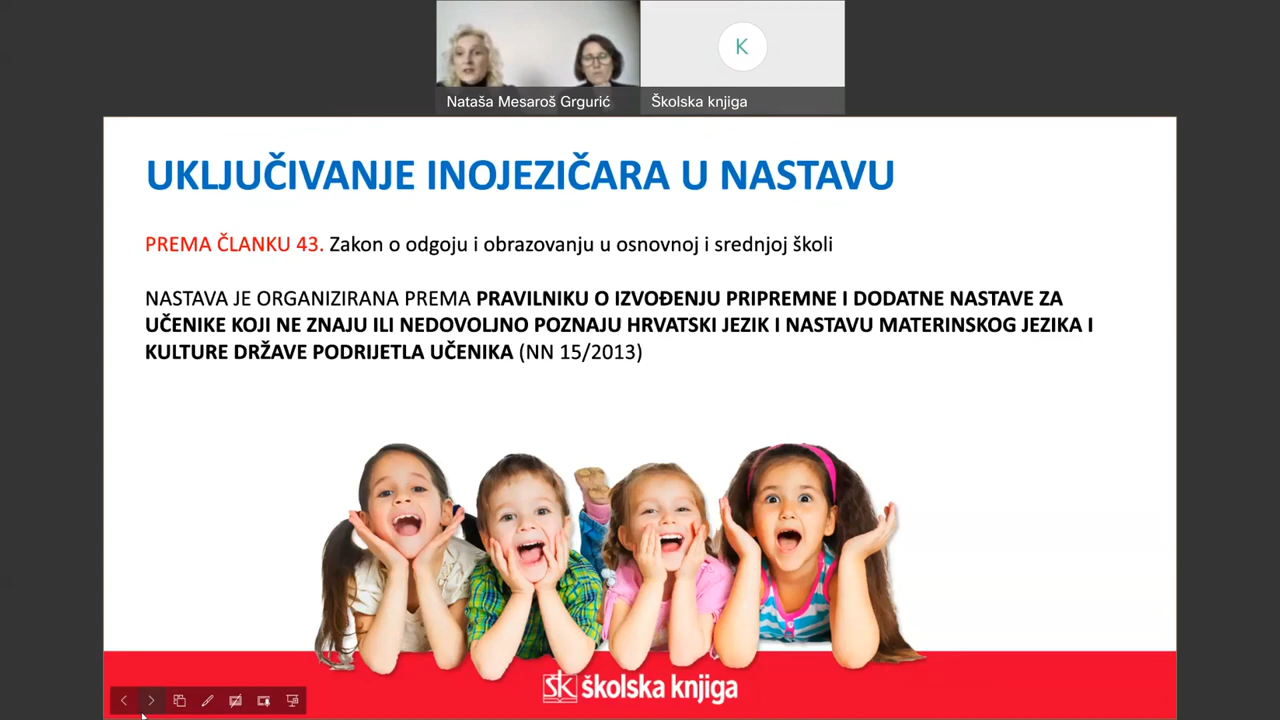 K
Nataša Mesaroš Grgurić
Školska knjiga
UKLJUČIVANJE INOJEZIČARA U NASTAVU
PREMA ČLANKU 43. Zakon o odgoju i obrazovanju u osnovnoj i srednjoj školi
NASTAVA JE ORGANIZIRANA PREMA PRAVILNIKU O IZVOĐENJU PRIPREMNE I DODATNE NASTAVE ZA
UČENIKE KOJI NE ZNAJU ILI NEDOVOLJNO POZNAJU HRVATSKI JEZIK I NASTAVU MATERINSKOG JEZIKA I
KULTURE DRŽAVE PODRIJETLA UČENIKA (NN 15/2013)
ŠK školska knjiga